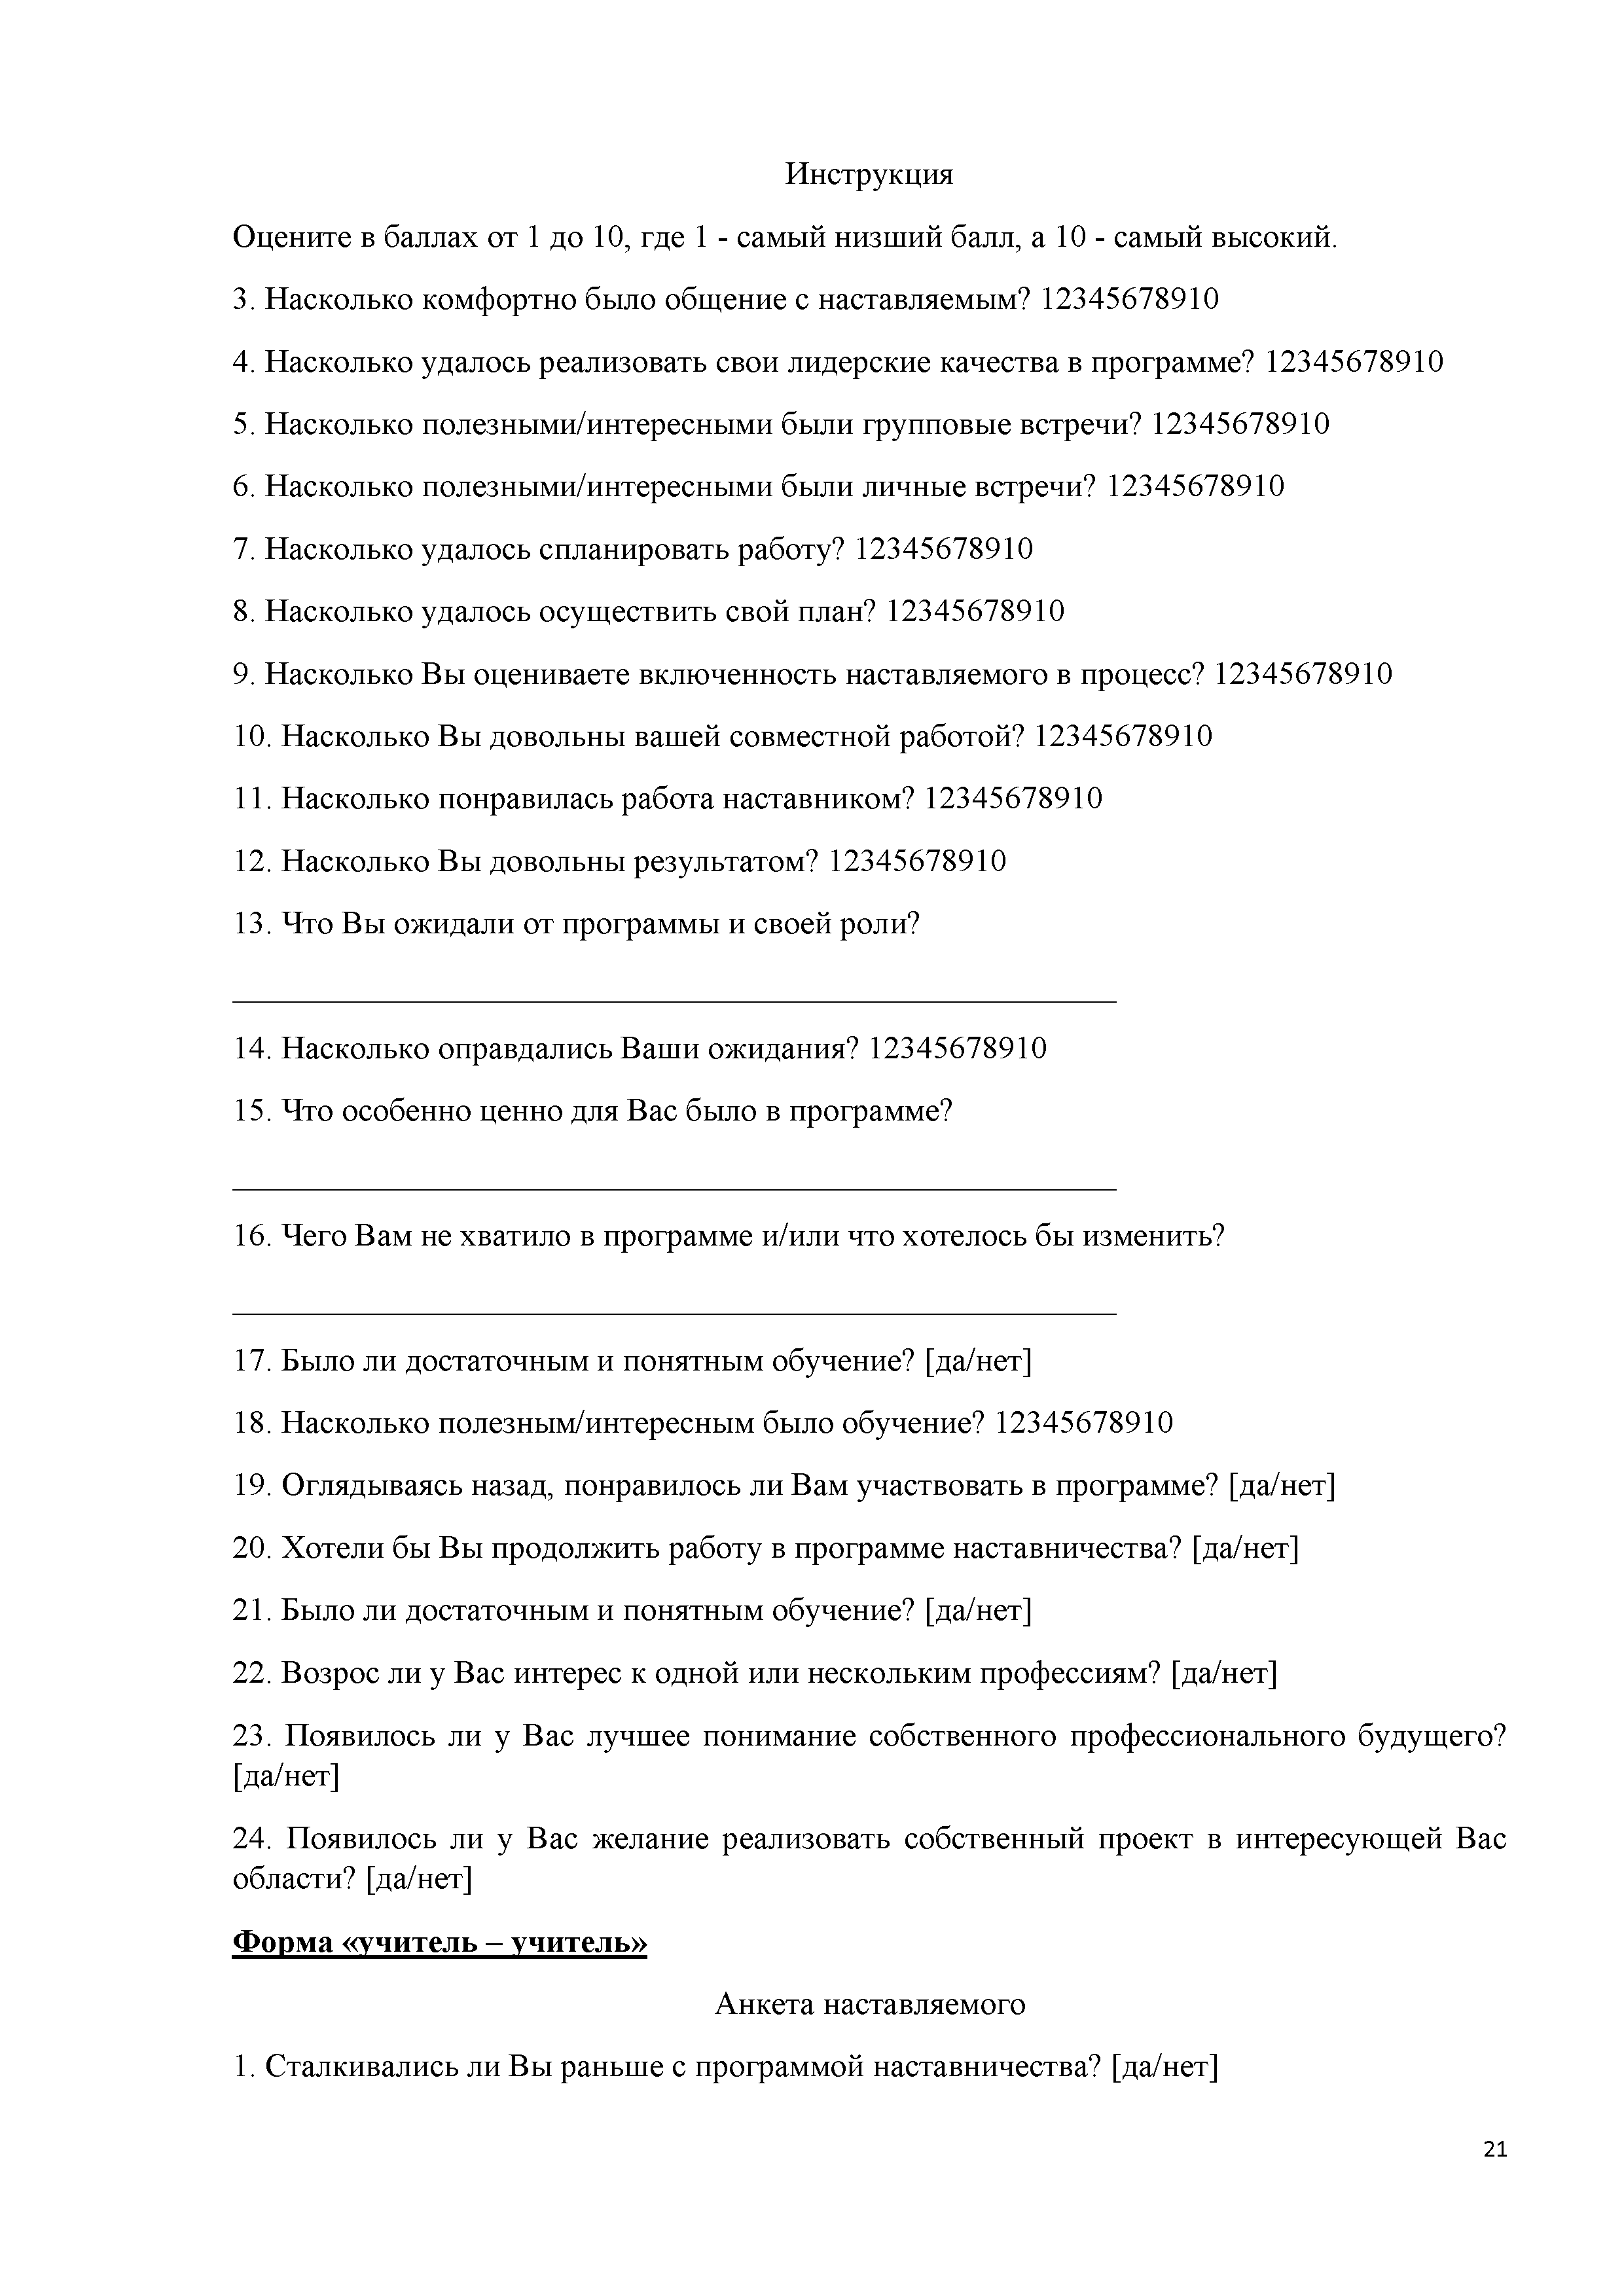 Инструкция
Оцените в баллах от 1 до 10, где 1 - самый низший балл, а 10 - самый высокий.
3. Насколько комфортно было общение с наставляемым? 12345678910
4. Насколько удалось реализовать свои лидерские качества в программе? 12345678910
5. Насколько полезными/интересными были групповые встречи? 12345678910
6. Насколько полезными/интересными были личные встречи? 12345678910
7. Насколько удалось спланировать работу? 12345678910
8. Насколько удалось осуществить свой план? 12345678910
9. Насколько Вы оцениваете включенность наставляемого в процесс? 12345678910
10. Насколько Вы довольны вашей совместной работой? 12345678910
11. Насколько понравилась работа наставником? 12345678910
12. Насколько Вы довольны результатом? 12345678910
13. Что Вы ожидали от программы и своей роли?
14. Насколько оправдались Ваши ожидания? 12345678910
15. Что особенно ценно для Вас было в программе?
16. Чего Вам не хватило в программе и/или что хотелось бы изменить?
17. Было ли достаточным и понятным обучение? [да/нет]
18. Насколько полезным/интересным было обучение? 12345678910
19. Оглядываясь назад, понравилось ли Вам участвовать в программе? [да/нет]
20. Хотели бы Вы продолжить работу в программе наставничества? [да/нет]
21. Было ли достаточным и понятным обучение? [да/нет]
22. Возрос ли у Вас интерес к одной или нескольким профессиям? [да/нет]
23. Появилось ли у Вас лучшее понимание собственного профессионального будущего?
[да/нет]
24. Появилось ли у Вас желание реализовать собственный проект в интересующей Вас
области? [да/нет]
Форма «учитель – учитель»
Анкета наставляемого
1. Сталкивались ли Вы раньше с программой наставничества? [да/нет]
21